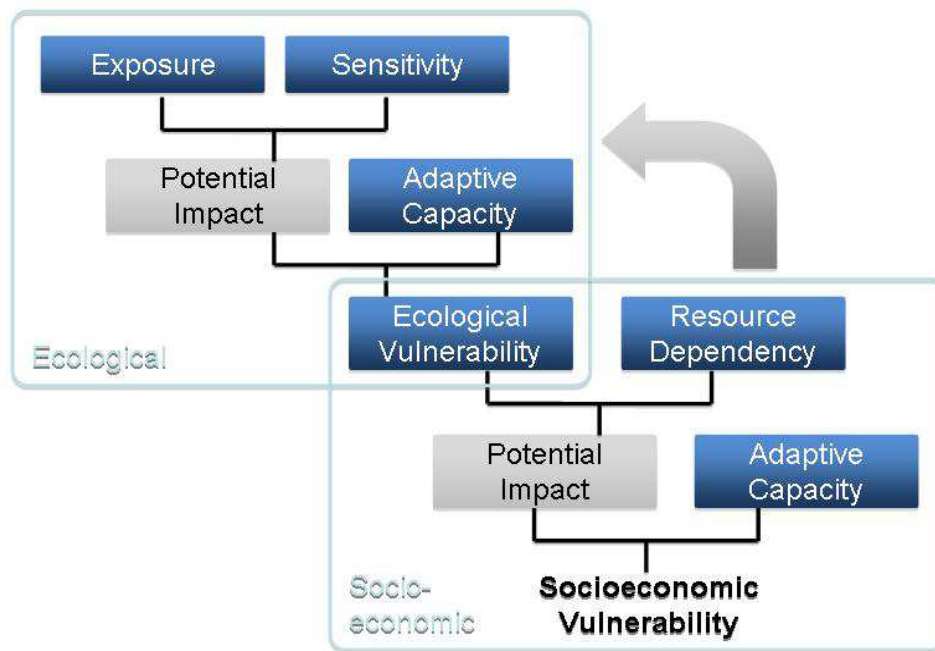 Exposure
Sensitivity
Potential
Impact
Adaptive
Capacity
Ecological
Vulnerability
Resource
Dependency
Ecological
Potential
Impact
Adaptive
Capacity
Socio-
economic
Socioeconomic
Vulnerability